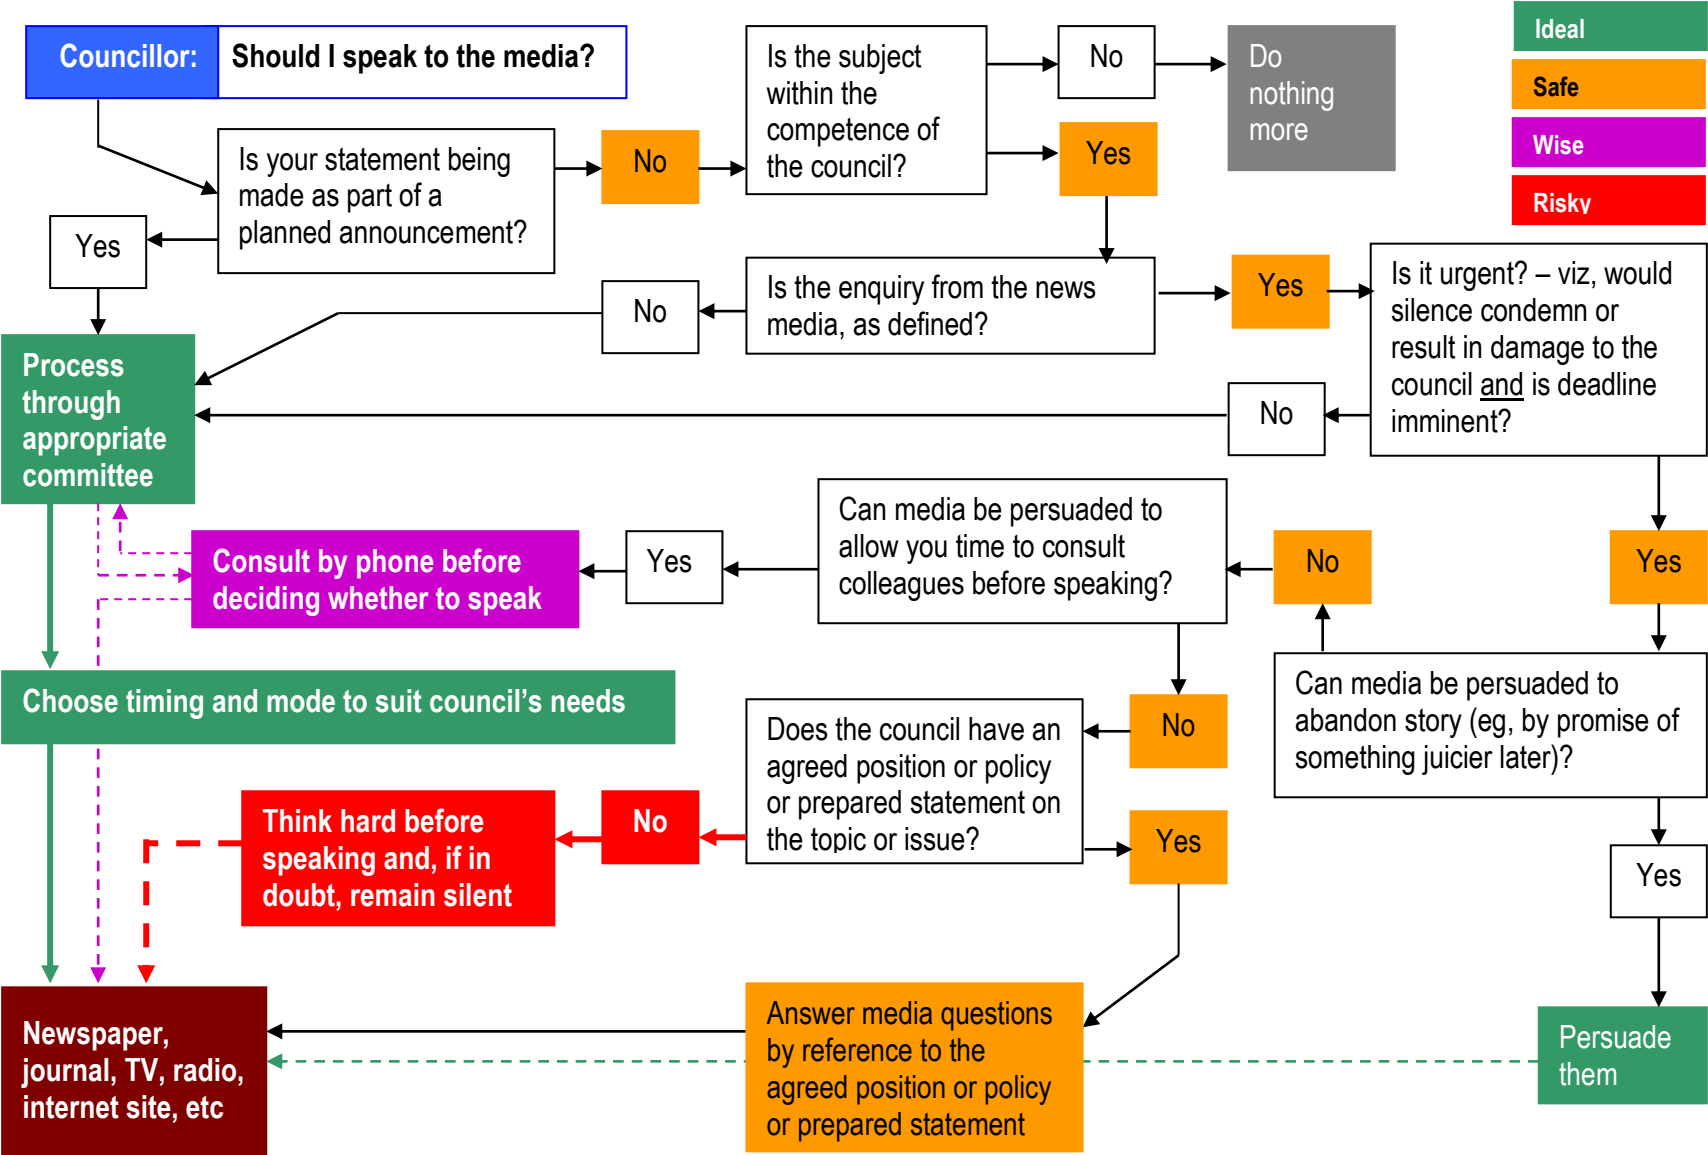 Councillor: Should I speak to the media?
Is the subject
within the
competence of
the council?
No
Do
nothing
more
Ideal
Safe
Wise
Risky
Is your statement being
made as part of a
planned announcement?
No
Yes
Yes
Is the enquiry from the news
media, as defined?
No
Yes
Is it urgent? – viz, would
silence condemn or
result in damage to the
council and is deadline
imminent?
No
Yes
Process
through
appropriate
committee
Can media be persuaded to
allow you time to consult
colleagues before speaking?
Yes
No
Consult by phone before
deciding whether to speak
Can media be persuaded to
abandon story (eg, by promise of
something juicier later)?
Choose timing and mode to suit council’s needs
No
Does the council have an
agreed position or policy
or prepared statement on
the topic or issue?
Yes
No
Think hard before
speaking and, if in
doubt, remain silent
Yes
Newspaper,
journal, TV, radio,
internet site, etc
Answer media questions
by reference to the
agreed position or policy
or prepared statement
Persuade
them